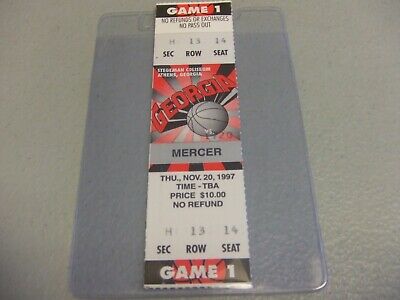 GAME 1
NO REFUNDS OR EXCHANGES
NO PASS OUT
H 13 14
SEC ROW SEAT
STEGEMAN COLISEUM
ATHENS, GEORGIA
GEORGIA
VS.
MERCER
THU., NOV. 20, 1997
TIME - TBA
PRICE $10.00
NO REFUND
H 13 14
SEC ROW SEAT
GAME 1